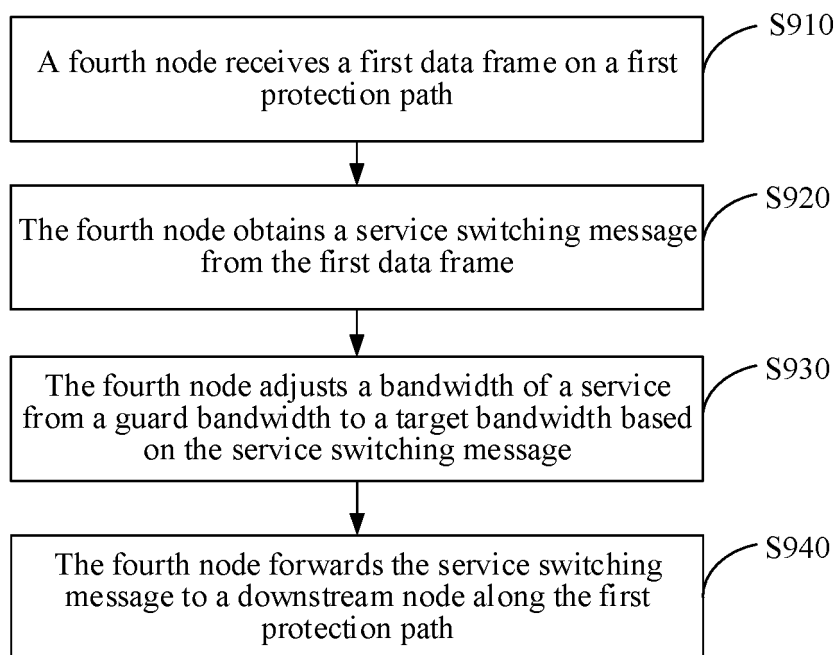 S910
A fourth node receives a first data frame on a first
protection path
S920
The fourth node obtains a service switching message
from the first data frame
S930
The fourth node adjusts a bandwidth of a service
from a guard bandwidth to a target bandwidth based
on the service switching message
S940
The fourth node forwards the service switching
message to a downstream node along the first
protection path